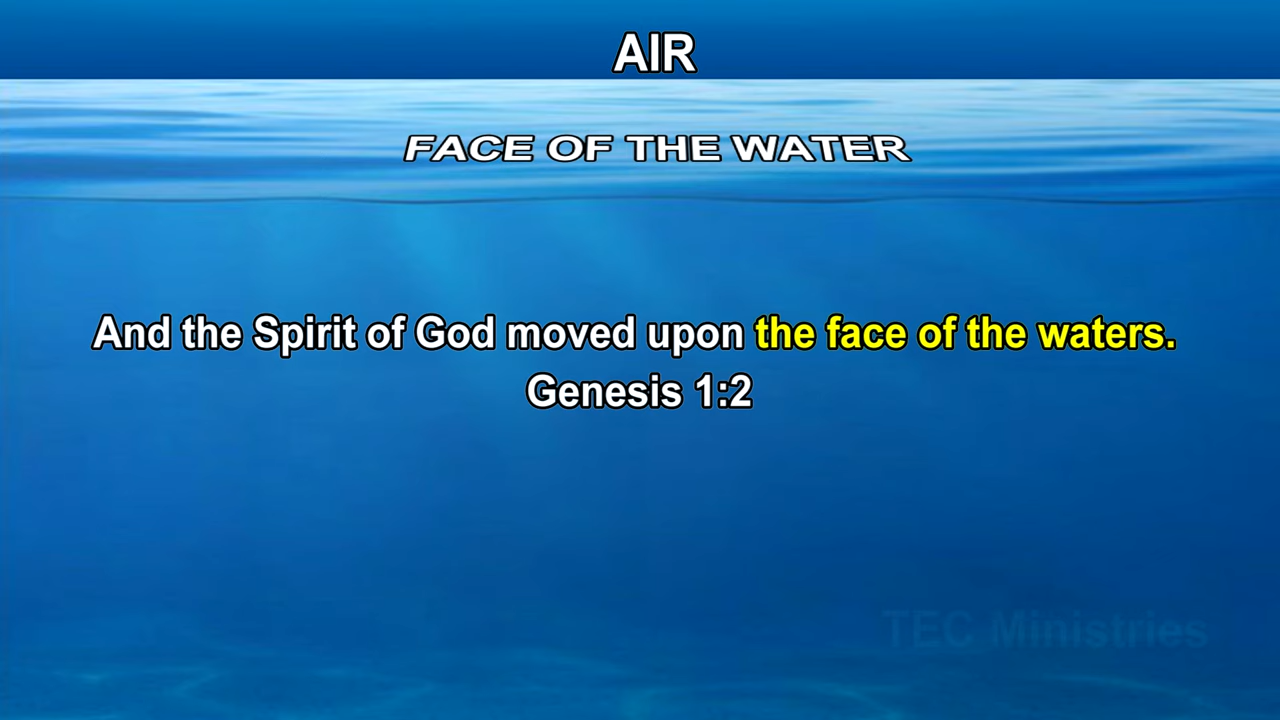 AIR
FACE OF THE WATER
And the Spirit of God moved upon the face of the waters.
Genesis 1:2
TEC Ministries